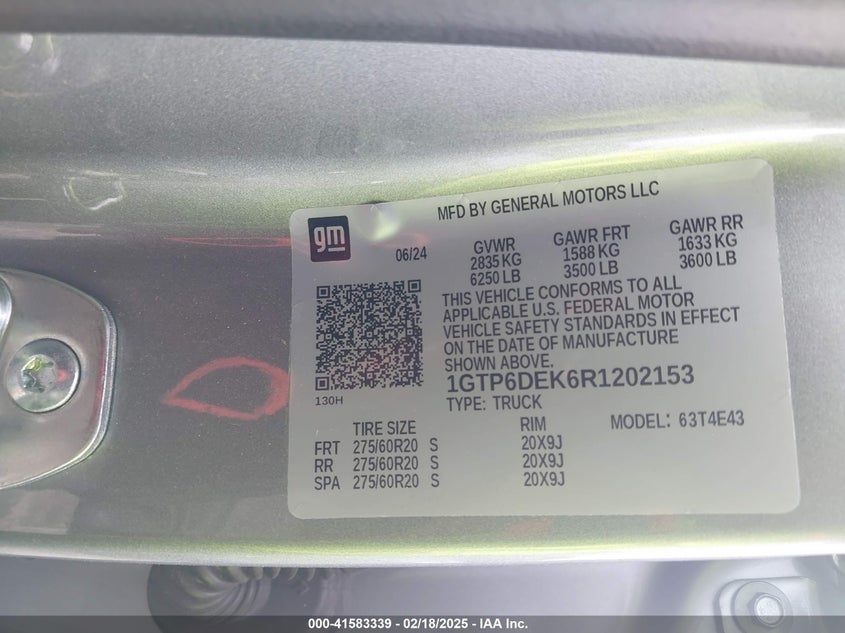 MFD BY GENERAL MOTORS LLC
gm
06/24
GVWR GAWR FRT GAWR RR
2835 KG 1588 KG 1633 KG
6250 LB 3500 LB 3600 LB
THIS VEHICLE CONFORMS TO ALL
APPLICABLE U.S. FEDERAL MOTOR
VEHICLE SAFETY STANDARDS IN EFFECT
ON THE DATE OF MANUFACTURE
SHOWN ABOVE.
1GTP6DEK6R1202153
130H
TYPE: TRUCK
TIRE SIZE RIM MODEL: 63T4E43
FRT 275/60R20 S 20X9J
RR 275/60R20 S 20X9J
SPA 275/60R20 S 20X9J
000-41583339 - 02/18/2025 - IAA Inc.